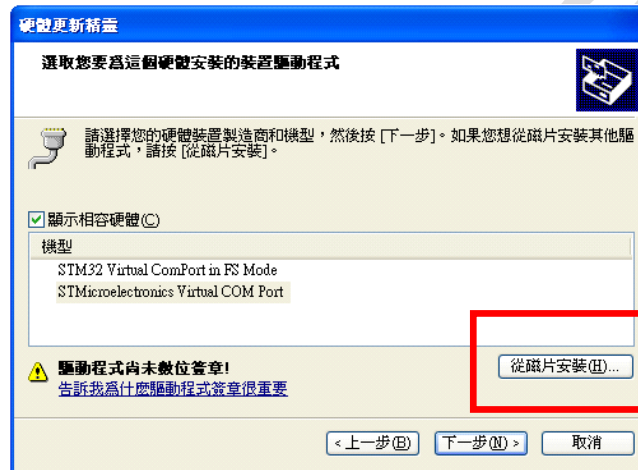 硬體更新精靈
選取您要為這個硬體安裝的裝置驅動程式
請選擇您的硬體裝置製造商和機型，然後按 [下一步]。如果您想從磁片安裝其他驅
動程式，請按 [從磁片安裝]。
顯示相容硬體(C)
機型
STM32 Virtual ComPort in FS Mode
STMicroelectronics Virtual COM Port
驅動程式尚未數位簽章!
從磁片安裝(H)...
告訴我為什麼驅動程式簽章很重要
<上一步(B)
下一步(N) >
取消